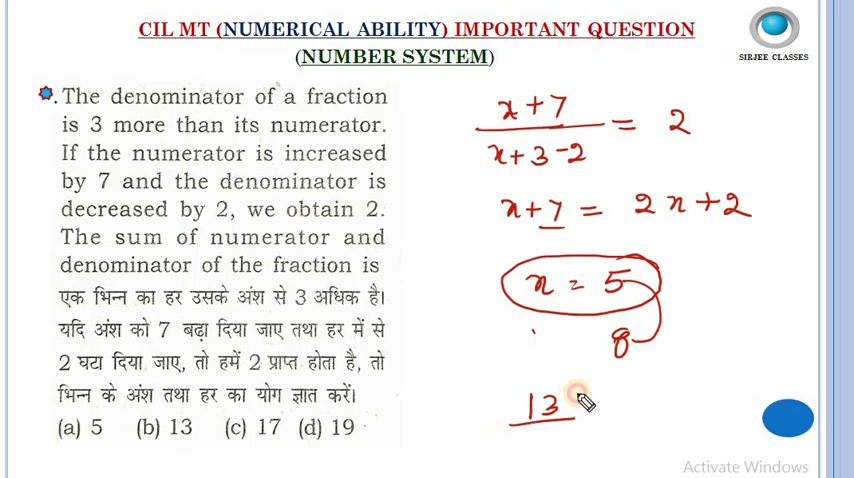 CIL MT (NUMERICAL ABILITY) IMPORTANT QUESTION
(NUMBER SYSTEM)
SIRJEE CLASSES
The denominator of a fraction
is 3 more than its numerator.
If the numerator is increased
by 7 and the denominator is
decreased by 2, we obtain 2.
The sum of numerator and
denominator of the fraction is
एक भिन्न का हर उसके अंश से 3 अधिक है।
यदि अंश को 7 बढ़ा दिया जाए तथा हर में से
2 घटा दिया जाए, तो हमें 2 प्राप्त होता है, तो
भिन्न के अंश तथा हर का योग ज्ञात करें।
(a) 5 (b) 13 (c) 17 (d) 19
x+7
x+3-2
= 2
x+7 = 2x+2
x = 5
8
13
Activate Windows